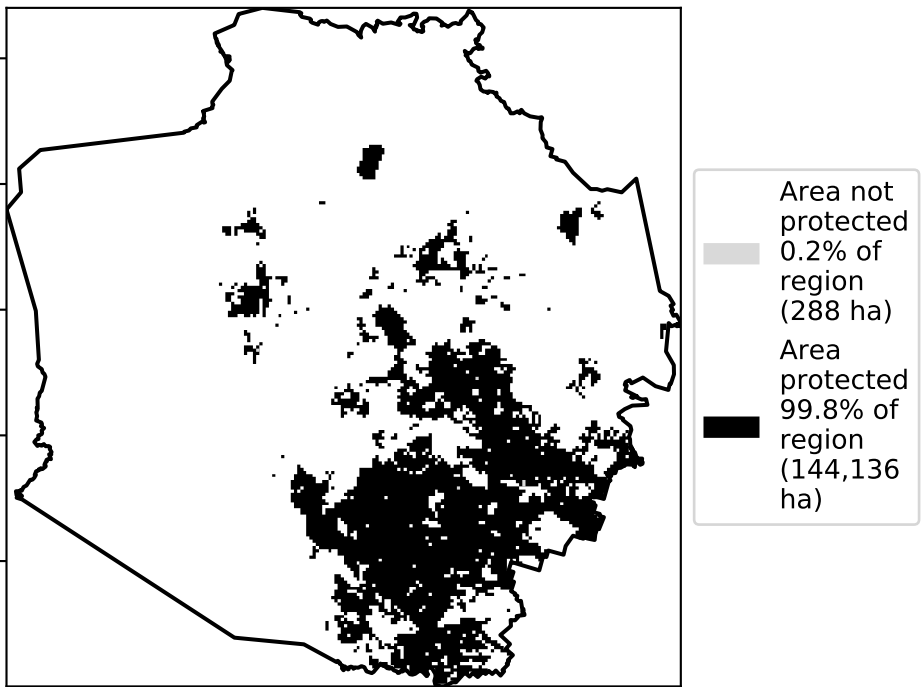 Area not
protected
0.2% of
region
(288 ha)
Area
protected
99.8% of
region
(144,136
ha)